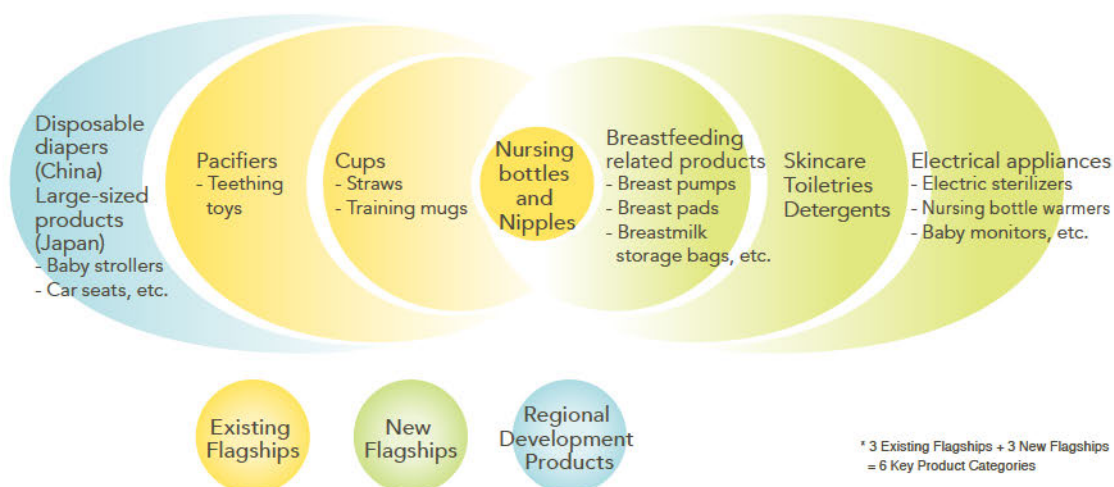 Disposable
diapers
(China)
Large-sized
products
(Japan)
- Baby strollers
- Car seats, etc.
Pacifiers
- Teething
toys
Cups
- Straws
- Training mugs
Nursing
bottles
and
Nipples
Breastfeeding
related products
- Breast pumps
- Breast pads
- Breastmilk
storage bags, etc.
Skincare
Toiletries
Detergents
Electrical appliances
- Electric sterilizers
- Nursing bottle warmers
- Baby monitors, etc.
Existing
Flagships
New
Flagships
Regional
Development
Products
* 3 Existing Flagships + 3 New Flagships
= 6 Key Product Categories